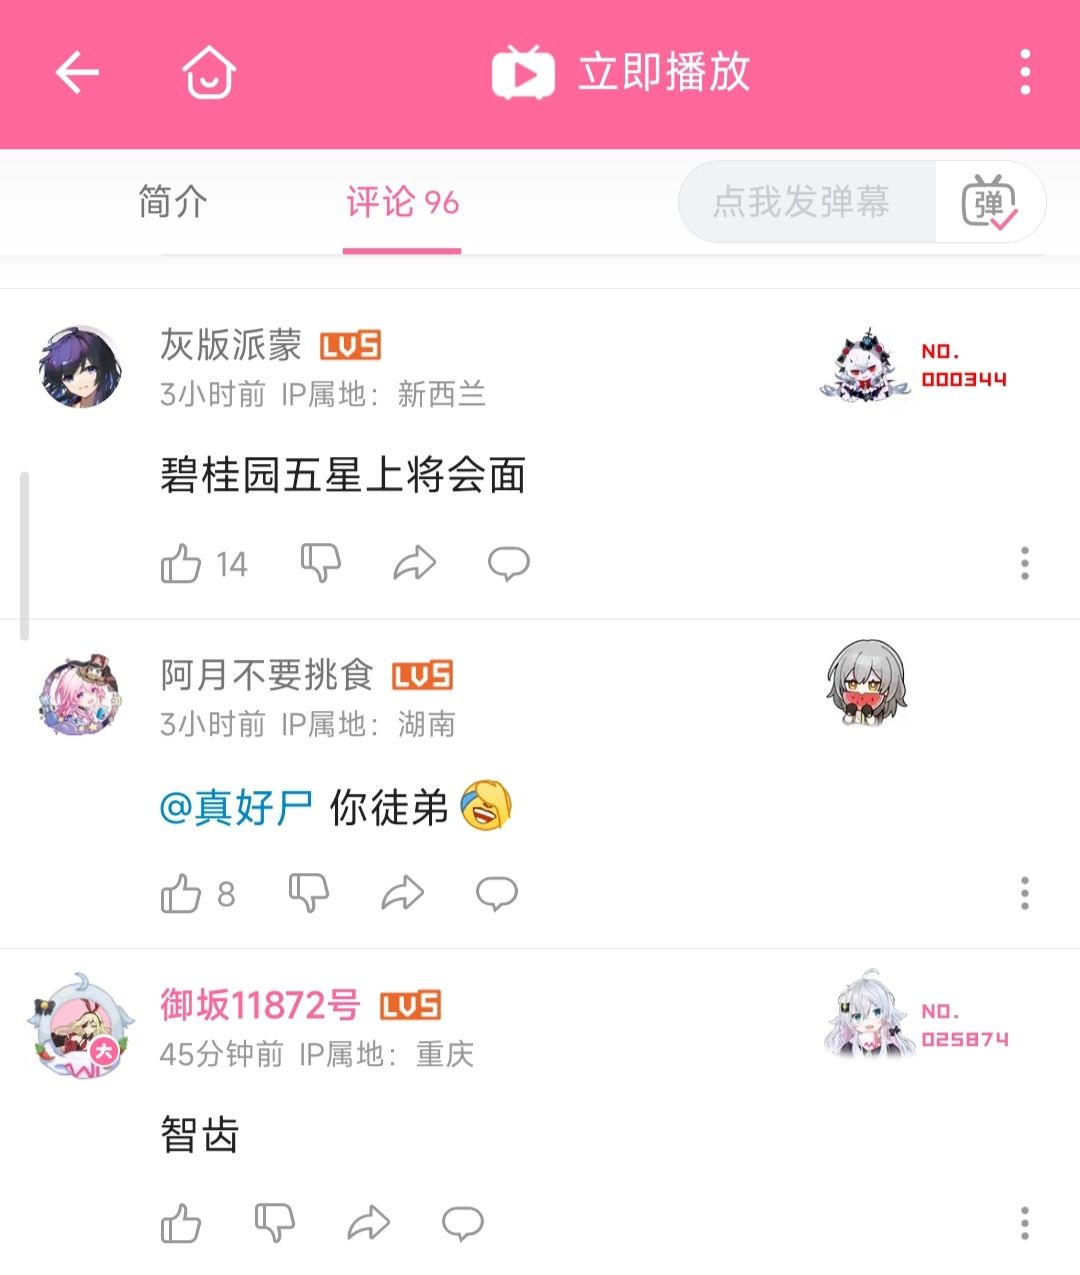 立即播放
简介
评论 96
点我发弹幕
弹
灰版派蒙 LV5
3小时前 IP属地：新西兰
NO.
000344
碧桂园五星上将会面
14
阿月不要挑食 LV5
3小时前 IP属地：湖南
@真好尸 你徒弟
8
御坂11872号 LV5
45分钟前 IP属地：重庆
大
NO.
025874
智齿